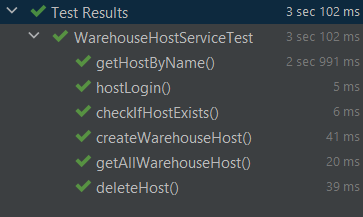 Test Results 3 sec 102 ms
WarehouseHostServiceTest 3 sec 102 ms
getHostByName() 2 sec 991 ms
hostLogin() 5 ms
checkIfHostExists() 6 ms
createWarehouseHost() 41 ms
getAllWarehouseHost() 20 ms
deleteHost() 39 ms